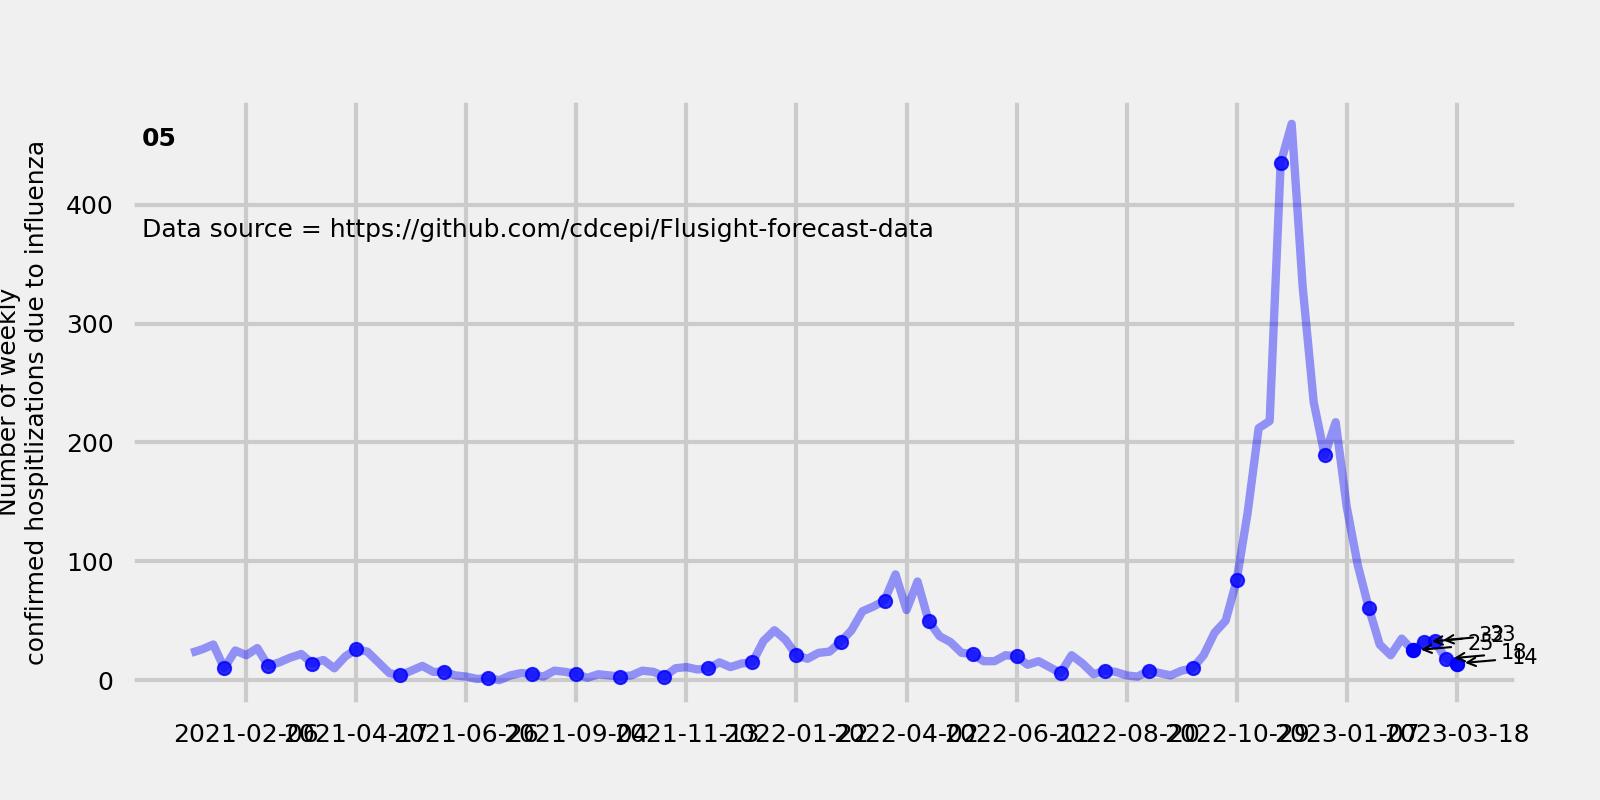 05
Data source = https://github.com/cdcepi/Flusight-forecast-data
Number of weekly
confirmed hospitlizations due to influenza
400
300
200
100
0
33
25
18
14
2021-02-06 2021-04-17 2021-06-26 2021-09-04 2021-11-13 2022-01-22 2022-04-02 2022-06-11 2022-08-20 2022-10-29 2023-01-07 2023-03-18